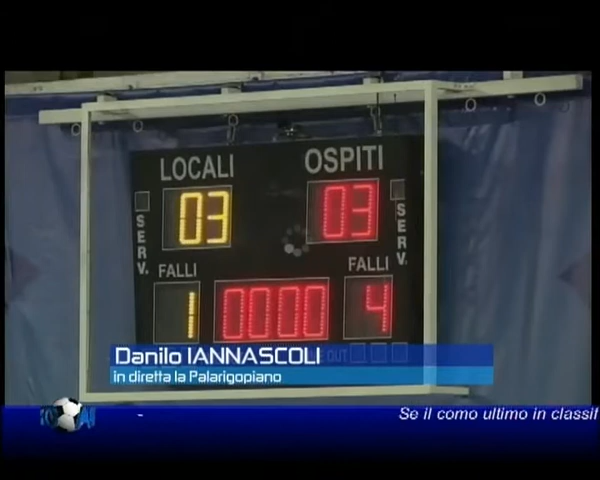 LOCALI OSPITI
03 03
SERV. SERV.
FALLI FALLI
1 0000 4
OUT
Danilo IANNASCOLI
in diretta la Palarigopiano
- Se il como ultimo in classif